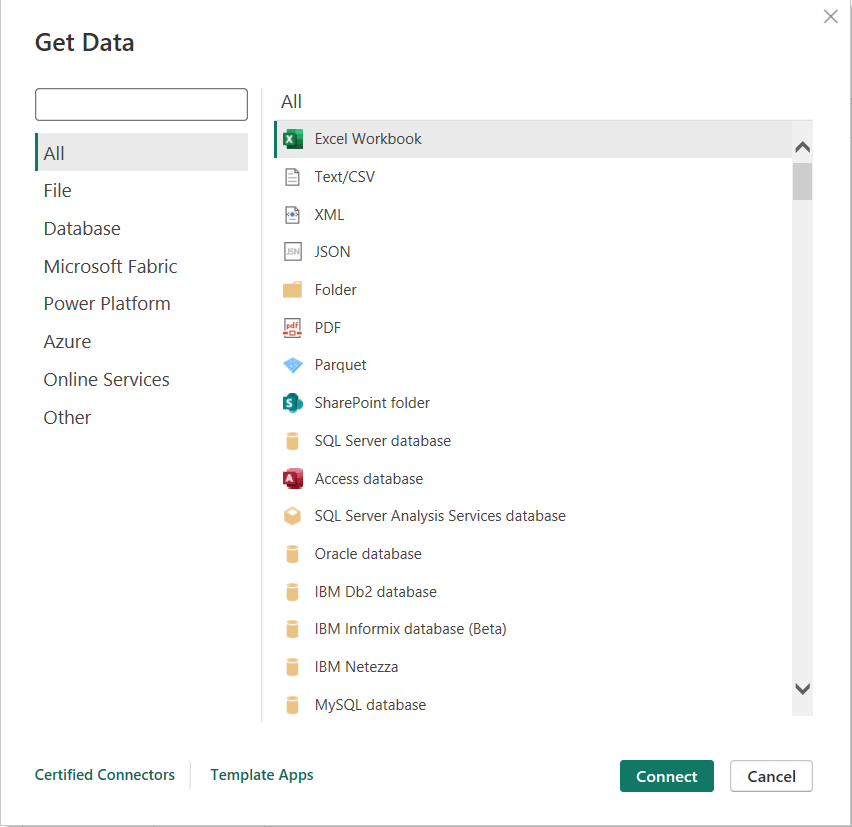 Get Data
All
File
Database
Microsoft Fabric
Power Platform
Azure
Online Services
Other
All
Excel Workbook
Text/CSV
XML
JSN JSON
Folder
pdf PDF
Parquet
S SharePoint folder
SQL Server database
A Access database
SQL Server Analysis Services database
Oracle database
IBM Db2 database
IBM Informix database (Beta)
IBM Netezza
MySQL database
Certified Connectors
Template Apps
Connect
Cancel